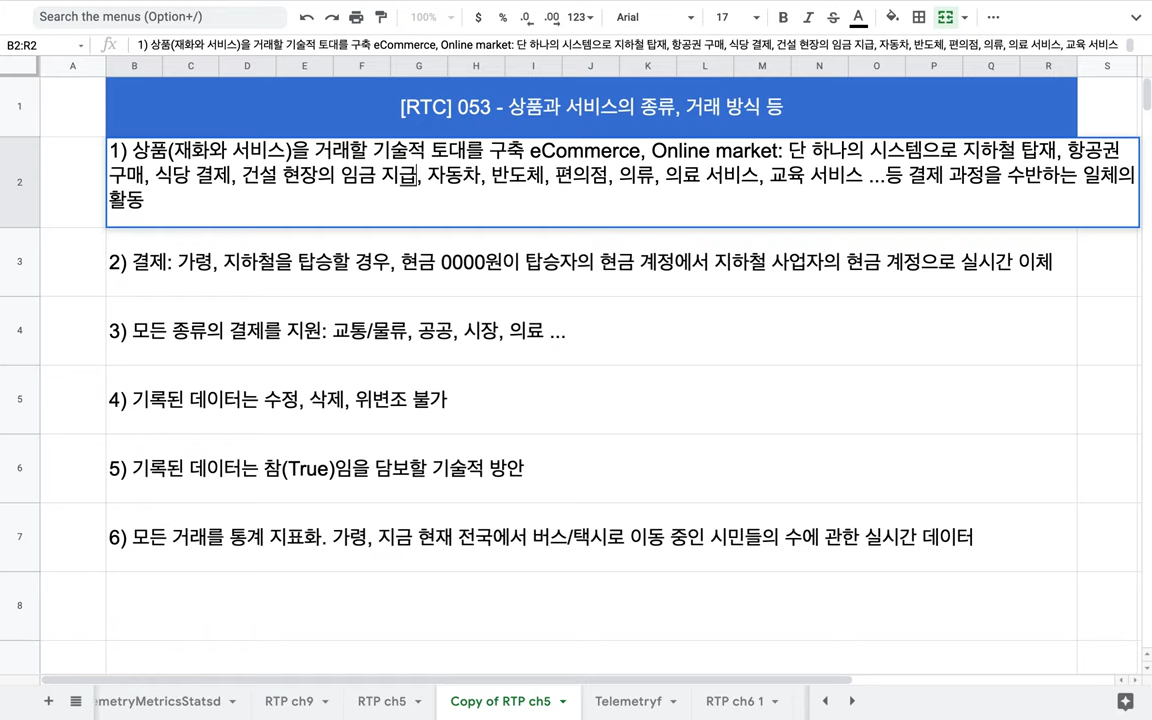 Search the menus (Option+/)
100%
$ % .0 .00 123
Arial
17
B I S A
B2:R2
fx
1) 상품(재화와 서비스)을 거래할 기술적 토대를 구축 eCommerce, Online market: 단 하나의 시스템으로 지하철 탑재, 항공권 구매, 식당 결제, 건설 현장의 임금 지급, 자동차, 반도체, 편의점, 의류, 의료 서비스, 교육 서비스
A B C D E F G H I J K L M N O P Q R S
1
[RTC] 053 - 상품과 서비스의 종류, 거래 방식 등
2
1) 상품(재화와 서비스)을 거래할 기술적 토대를 구축 eCommerce, Online market: 단 하나의 시스템으로 지하철 탑재, 항공권
구매, 식당 결제, 건설 현장의 임금 지급, 자동차, 반도체, 편의점, 의류, 의료 서비스, 교육 서비스 ...등 결제 과정을 수반하는 일체의
활동
3
2) 결제: 가령, 지하철을 탑승할 경우, 현금 0000원이 탑승자의 현금 계정에서 지하철 사업자의 현금 계정으로 실시간 이체
4
3) 모든 종류의 결제를 지원: 교통/물류, 공공, 시장, 의료 ...
5
4) 기록된 데이터는 수정, 삭제, 위변조 불가
6
5) 기록된 데이터는 참(True)임을 담보할 기술적 방안
7
6) 모든 거래를 통계 지표화. 가령, 지금 현재 전국에서 버스/택시로 이동 중인 시민들의 수에 관한 실시간 데이터
8
emetryMetricsStatsd
RTP ch9
RTP ch5
Copy of RTP ch5
Telemetryf
RTP ch6 1